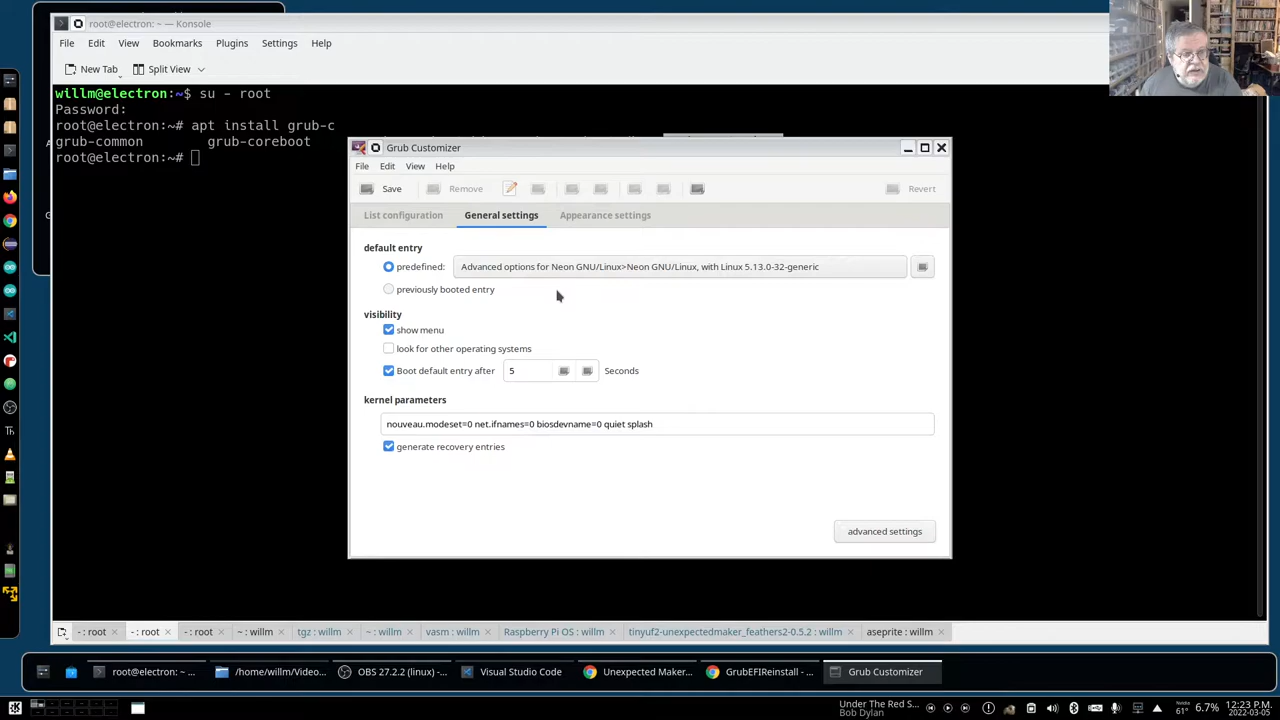 root@electron: ~ — Konsole
File Edit View Bookmarks Plugins Settings Help
New Tab Split View
willm@electron:~$ su - root
Password:
root@electron:~# apt install grub-c
grub-common grub-coreboot
root@electron:~#
Grub Customizer
File Edit View Help
Save Remove Revert
List configuration General settings Appearance settings
default entry
predefined: Advanced options for Neon GNU/Linux>Neon GNU/Linux, with Linux 5.13.0-32-generic
previously booted entry
visibility
show menu
look for other operating systems
Boot default entry after 5 Seconds
kernel parameters
nouveau.modeset=0 net.ifnames=0 biosdevname=0 quiet splash
generate recovery entries
advanced settings
- : root - : root - : root ~ : willm tgz : willm ~ : willm vasm : willm Raspberry Pi OS : willm tinyuf2-unexpectedmaker_feathers2-0.5.2 : willm aseprite : willm
root@electron: ~ ... /home/willm/Video... OBS 27.2.2 (linux) -... Visual Studio Code Unexpected Maker... GrubEFIReinstall - ... Grub Customizer
Under The Red S...
Bob Dylan
Nvidia
61° 6.7% 12:23 P.M.
2022-03-05